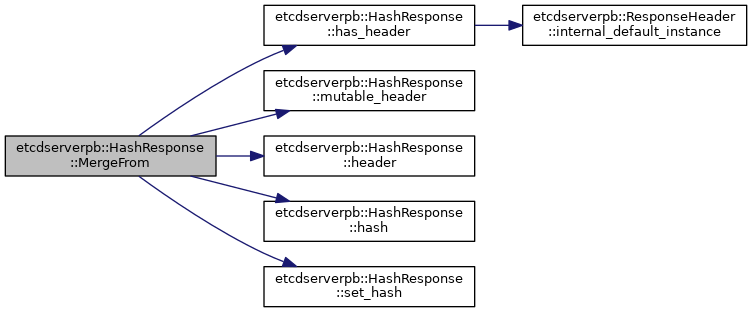 etcdserverpb::HashResponse
::has_header
etcdserverpb::ResponseHeader
::internal_default_instance
etcdserverpb::HashResponse
::mutable_header
etcdserverpb::HashResponse
::MergeFrom
etcdserverpb::HashResponse
::header
etcdserverpb::HashResponse
::hash
etcdserverpb::HashResponse
::set_hash